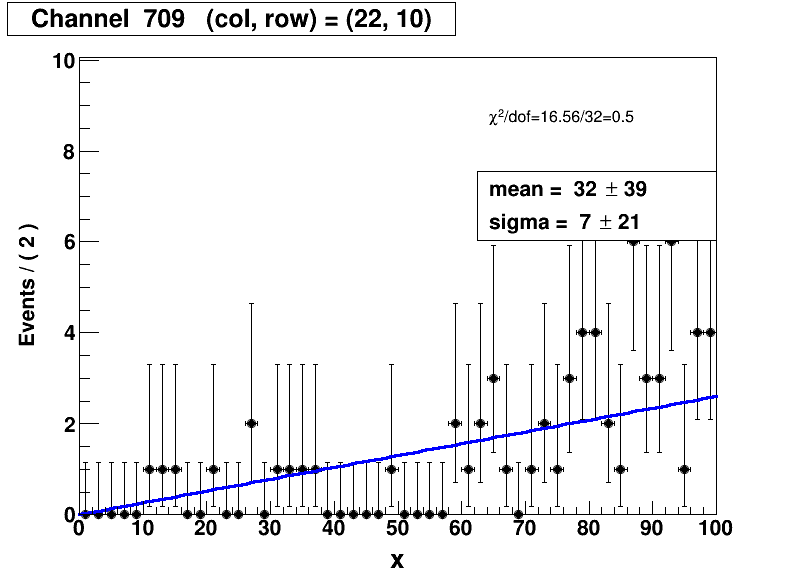 Channel 709 (col, row) = (22, 10)
10
χ²/dof=16.56/32=0.5
8
mean = 32 ± 39
sigma = 7 ± 21
6
Events / ( 2 )
4
2
0
0 10 20 30 40 50 60 70 80 90 100
x